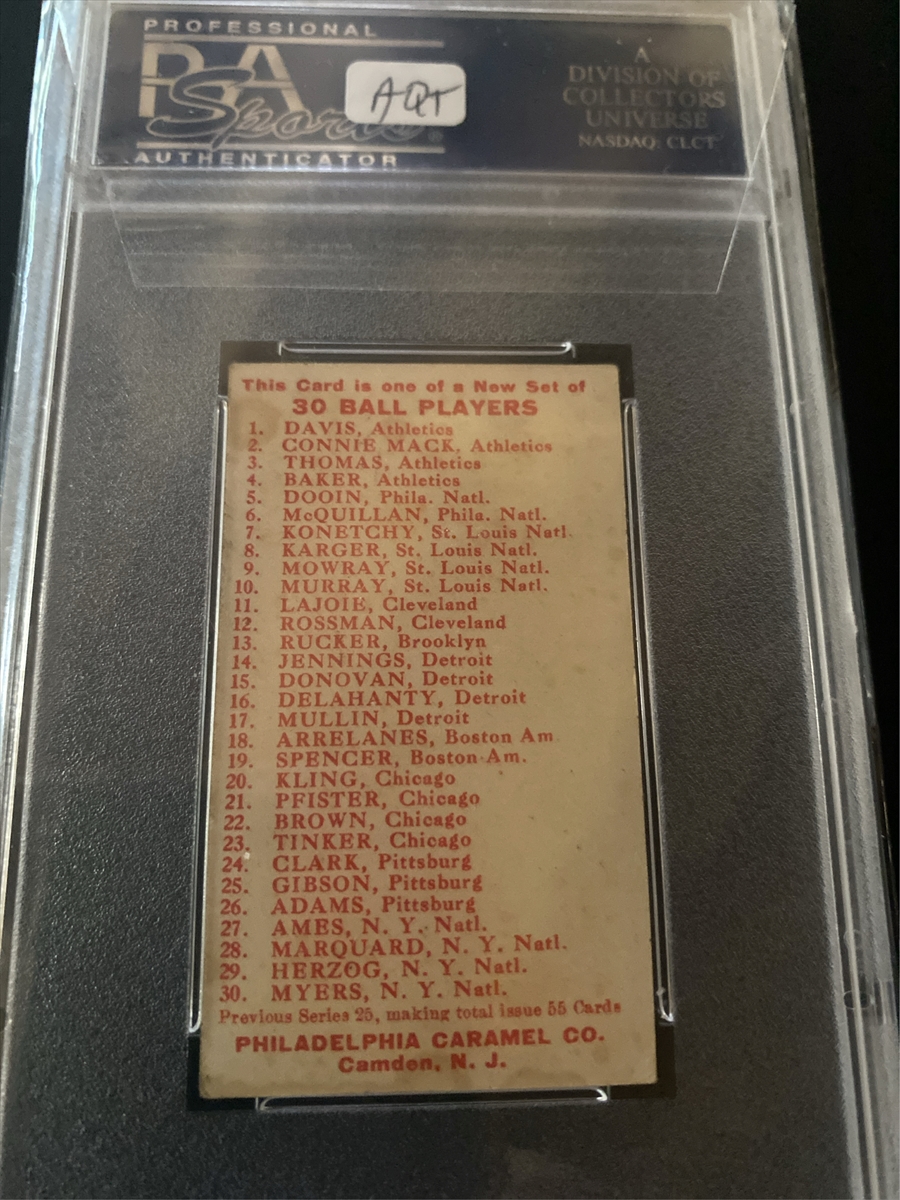 PROFESSIONAL
PSA
Sports®
AUTHENTICATOR
AQT
A
DIVISION OF
COLLECTORS
UNIVERSE
NASDAQ: CLCT
This Card is one of a New Set of
30 BALL PLAYERS
1. DAVIS, Athletics
2. CONNIE MACK, Athletics
3. THOMAS, Athletics
4. BAKER, Athletics
5. DOOIN, Phila. Natl.
6. McQUILLAN, Phila. Natl.
7. KONETCHY, St. Louis Natl.
8. KARGER, St. Louis Natl.
9. MOWRAY, St. Louis Natl.
10. MURRAY, St. Louis Natl.
11. LAJOIE, Cleveland
12. ROSSMAN, Cleveland
13. RUCKER, Brooklyn
14. JENNINGS, Detroit
15. DONOVAN, Detroit
16. DELAHANTY, Detroit
17. MULLIN, Detroit
18. ARRELANES, Boston Am
19. SPENCER, Boston Am.
20. KLING, Chicago
21. PFISTER, Chicago
22. BROWN, Chicago
23. TINKER, Chicago
24. CLARK, Pittsburg
25. GIBSON, Pittsburg
26. ADAMS, Pittsburg
27. AMES, N. Y. Natl.
28. MARQUARD, N. Y. Natl.
29. HERZOG, N. Y. Natl.
30. MYERS, N. Y. Natl.
Previous Series 25, making total issue 55 Cards
PHILADELPHIA CARAMEL CO.
Camden, N. J.